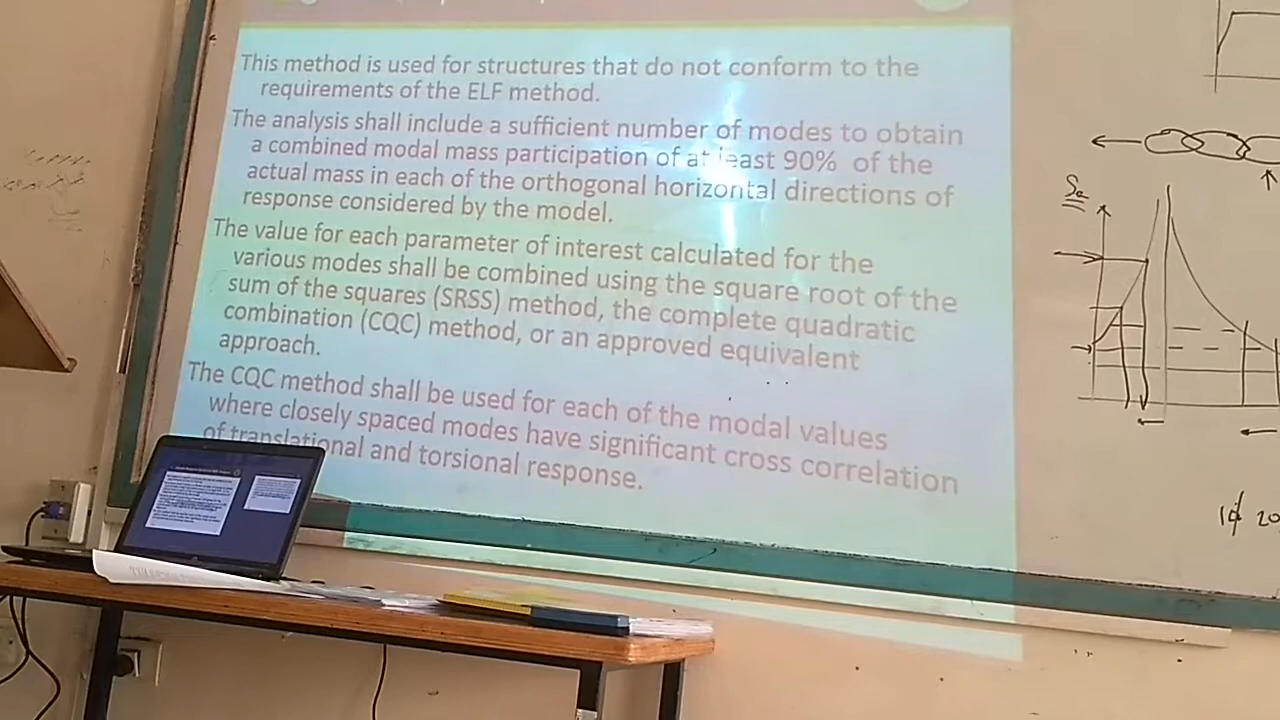 This method is used for structures that do not conform to the
requirements of the ELF method.
The analysis shall include a sufficient number of modes to obtain
a combined modal mass participation of at least 90% of the
actual mass in each of the orthogonal horizontal directions of
response considered by the model.
The value for each parameter of interest calculated for the
various modes shall be combined using the square root of the
sum of the squares (SRSS) method, the complete quadratic
combination (CQC) method, or an approved equivalent
approach.
The CQC method shall be used for each of the modal values
where closely spaced modes have significant cross correlation
of translational and torsional response.